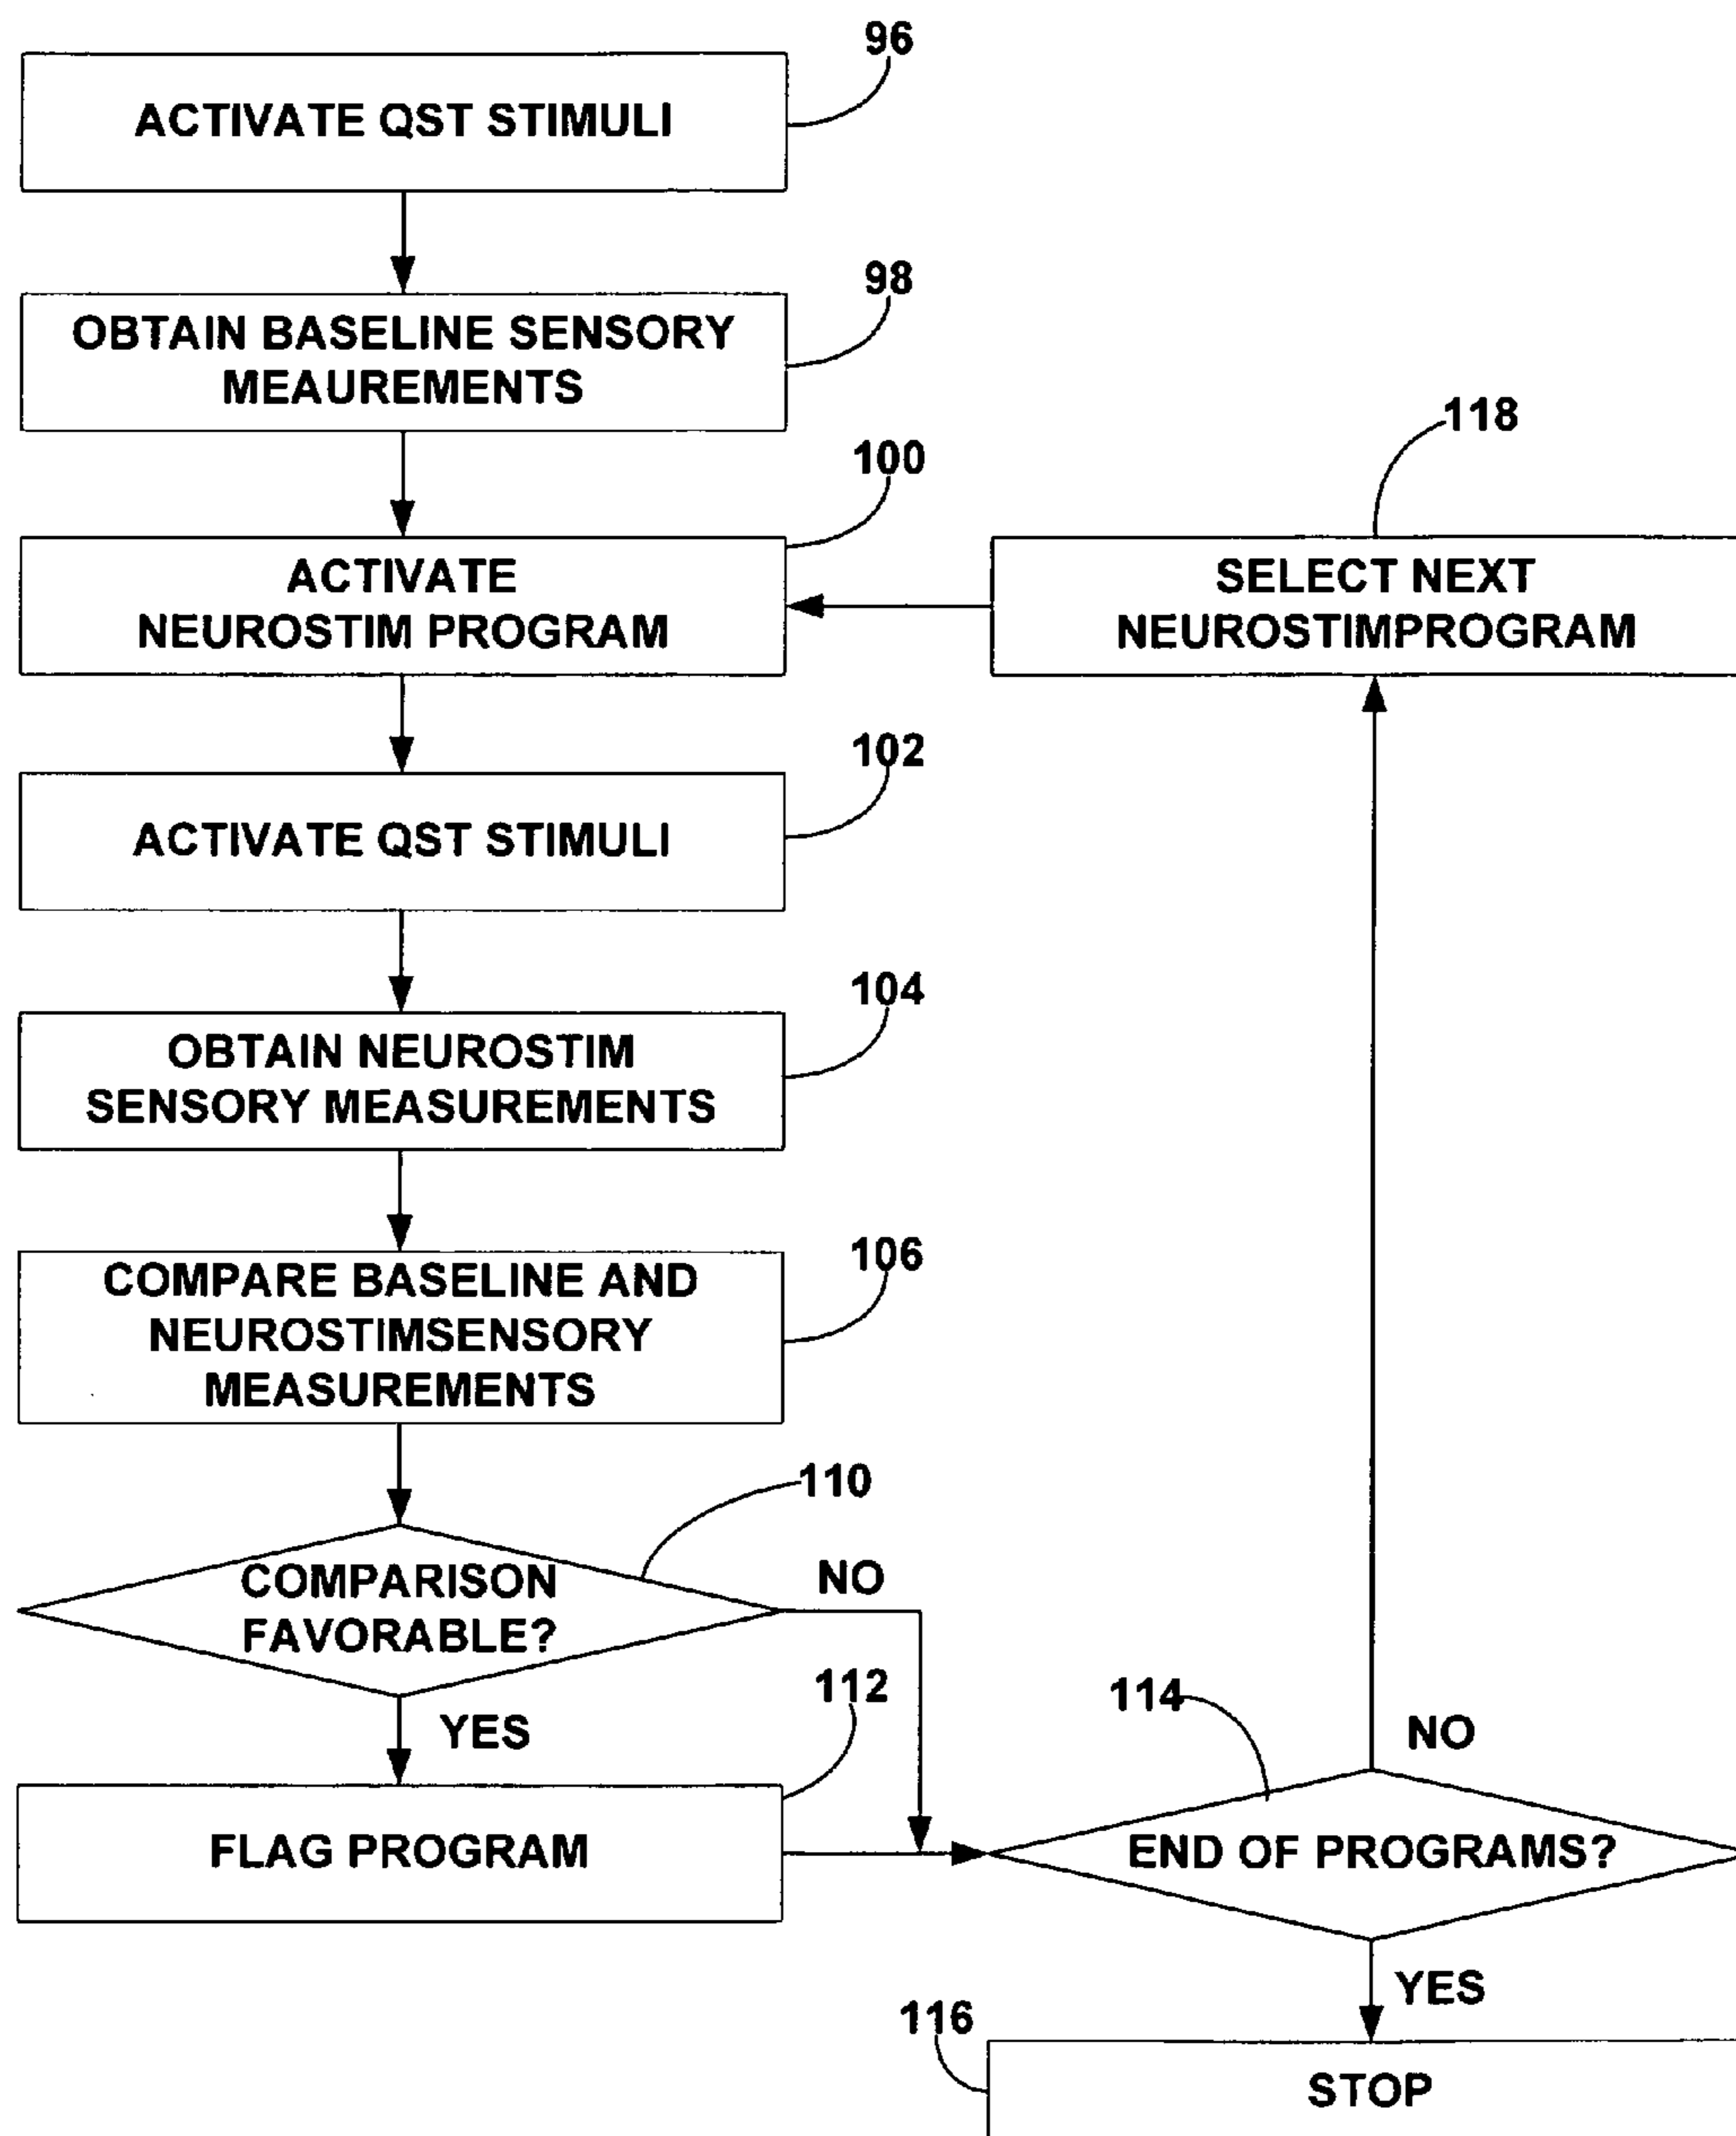 96
ACTIVATE QST STIMULI
98
OBTAIN BASELINE SENSORY
MEAUREMENTS
118
100
ACTIVATE
NEUROSTIM PROGRAM
SELECT NEXT
NEUROSTIMPROGRAM
102
ACTIVATE QST STIMULI
104
OBTAIN NEUROSTIM
SENSORY MEASUREMENTS
106
COMPARE BASELINE AND
NEUROSTIMSENSORY
MEASUREMENTS
110
COMPARISON
FAVORABLE?
NO
YES
112
FLAG PROGRAM
114
NO
END OF PROGRAMS?
YES
116
STOP